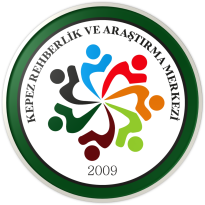 KEPEZ REHBERLİK VE ARAŞTIRMA MERKEZİ
2009